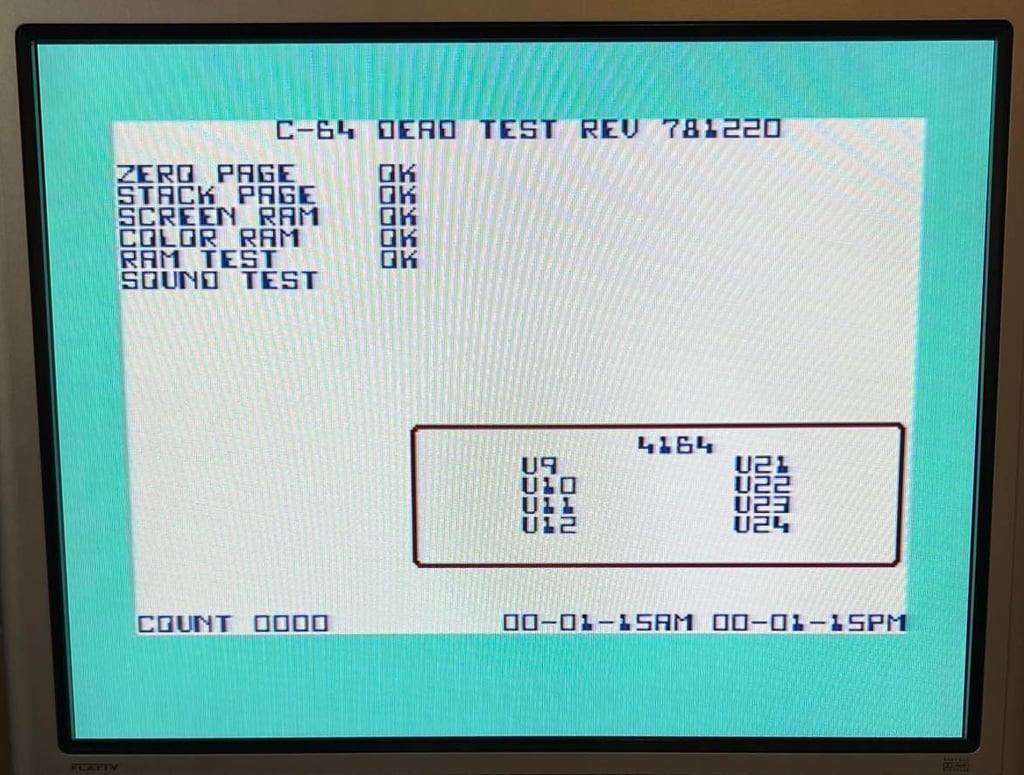 C-64 DEAD TEST REV 781220
ZERO PAGE OK
STACK PAGE OK
SCREEN RAM OK
COLOR RAM OK
RAM TEST OK
SOUND TEST
4164
U9 U21
U10 U22
U11 U23
U12 U24
COUNT 0000 00-01-15AM 00-01-15PM